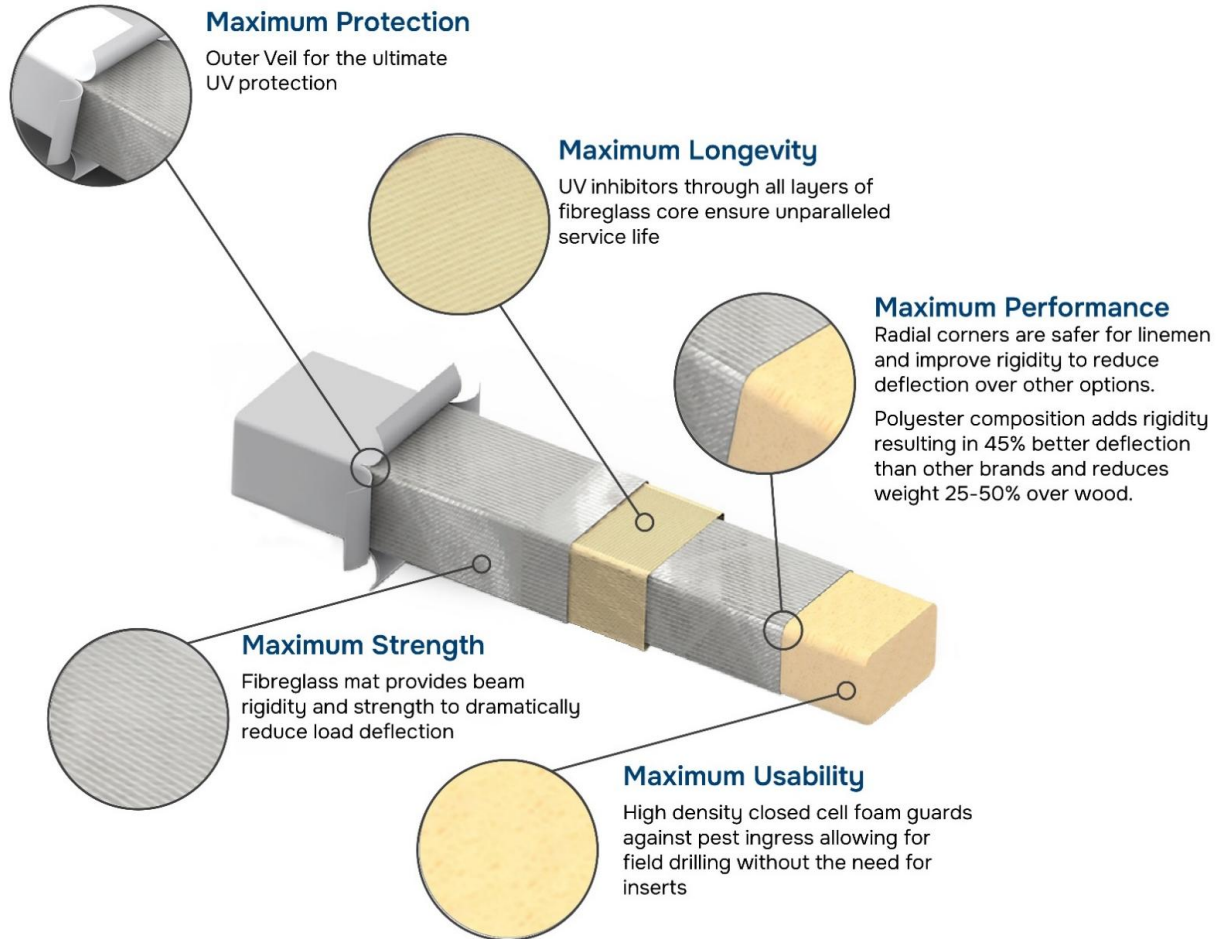 Maximum Protection
Outer Veil for the ultimate
UV protection
Maximum Longevity
UV inhibitors through all layers of
fibreglass core ensure unparalleled
service life
Maximum Performance
Radial corners are safer for linemen
and improve rigidity to reduce
deflection over other options.
Polyester composition adds rigidity
resulting in 45% better deflection
than other brands and reduces
weight 25-50% over wood.
Maximum Strength
Fibreglass mat provides beam
rigidity and strength to dramatically
reduce load deflection
Maximum Usability
High density closed cell foam guards
against pest ingress allowing for
field drilling without the need for
inserts